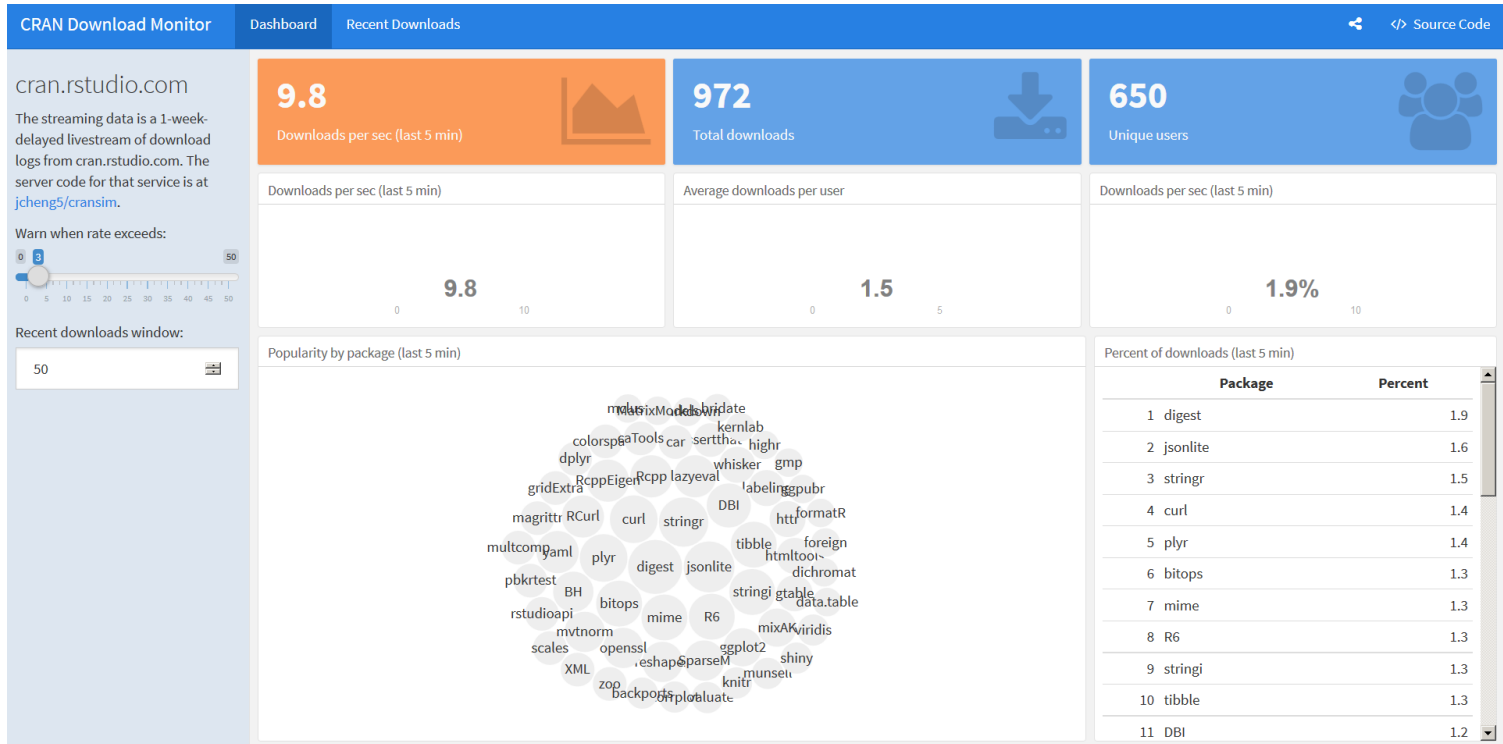 CRAN Download Monitor
Dashboard
Recent Downloads
</> Source Code
cran.rstudio.com
The streaming data is a 1-week-
delayed livestream of download
logs from cran.rstudio.com. The
server code for that service is at
jcheng5/cransim.
Warn when rate exceeds:
0 3 50
0 5 10 15 20 25 30 35 40 45 50
Recent downloads window:
50
9.8
Downloads per sec (last 5 min)
972
Total downloads
650
Unique users
Downloads per sec (last 5 min)
9.8
0 10
Average downloads per user
1.5
0 5
Downloads per sec (last 5 min)
1.9%
0 10
Popularity by package (last 5 min)
MatrixModels
kernlab
caTools car highr
dplyr whisker gmp
gridExtra RcppEigen Rcpp lazyeval
DBI
magrittr RCurl curl stringr httr formatR
multcomp yaml plyr tibble foreign
digest jsonlite dichromat
pbkrtest BH stringi gtable data.table
rstudioapi bitops mime R6
mvtnorm mixAK viridis
scales openssl ggplot2 shiny
XML SparseM
zoo knitr
backports
Percent of downloads (last 5 min)
Package Percent
1 digest 1.9
2 jsonlite 1.6
3 stringr 1.5
4 curl 1.4
5 plyr 1.4
6 bitops 1.3
7 mime 1.3
8 R6 1.3
9 stringi 1.3
10 tibble 1.3
11 DBI 1.2